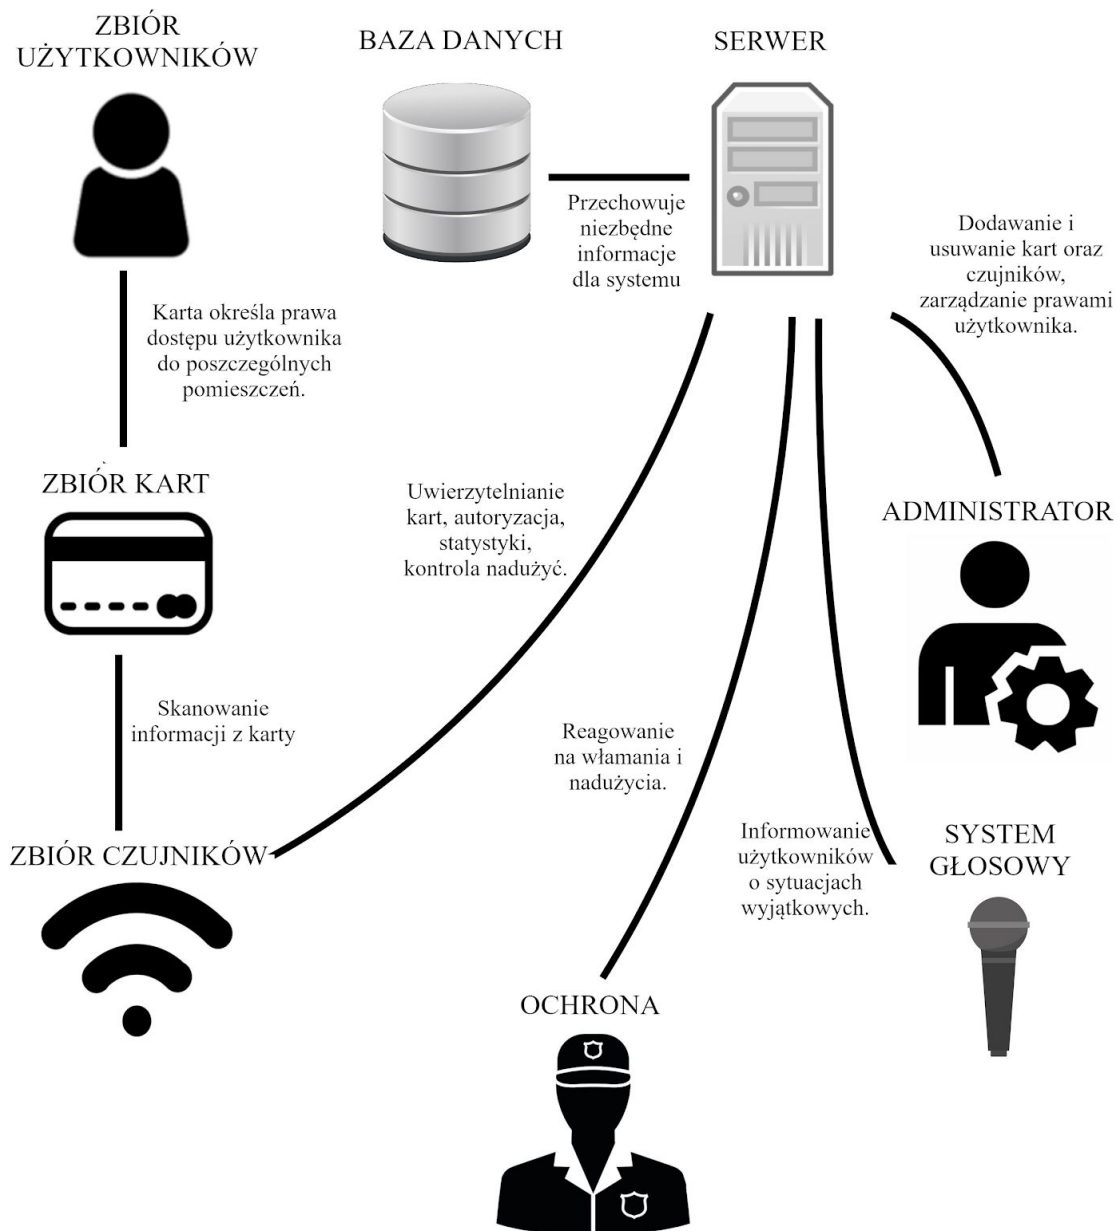 ZBIÓR
UŻYTKOWNIKÓW
BAZA DANYCH
SERWER
Przechowuje
niezbędne
informacje
dla systemu
Dodawanie i
usuwanie kart oraz
czujników,
zarządzanie prawami
użytkownika.
Karta określa prawa
dostępu użytkownika
do poszczególnych
pomieszczeń.
ZBIÓR KART
Uwierzytelnianie
kart, autoryzacja,
statystyki,
kontrola nadużyć.
ADMINISTRATOR
Skanowanie
informacji z karty
Reagowanie
na włamania i
nadużycia.
ZBIÓR CZUJNIKÓW
Informowanie
użytkowników
o sytuacjach
wyjątkowych.
SYSTEM
GŁOSOWY
OCHRONA